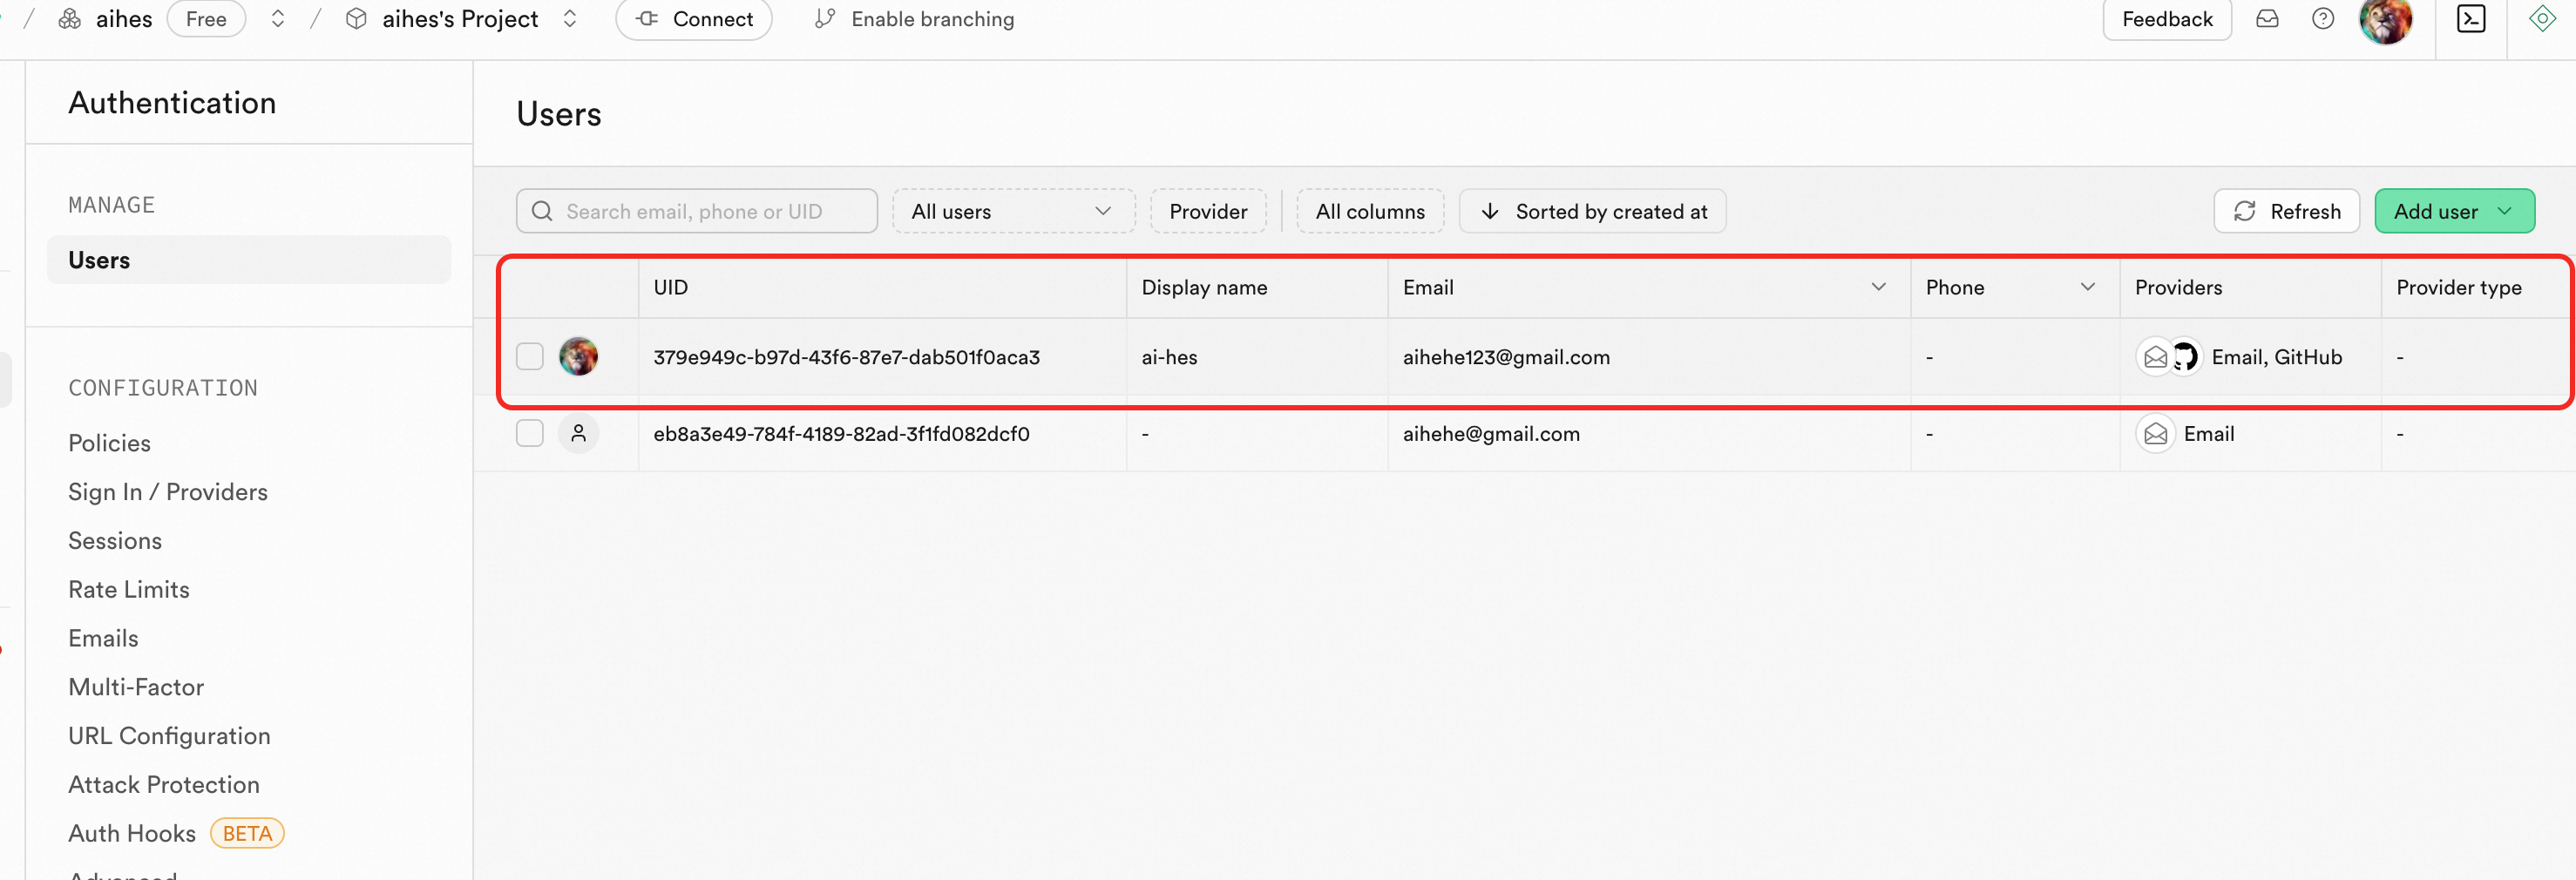 / aihes Free / aihes's Project Connect Enable branching Feedback
Authentication
MANAGE
Users
CONFIGURATION
Policies
Sign In / Providers
Sessions
Rate Limits
Emails
Multi-Factor
URL Configuration
Attack Protection
Auth Hooks BETA
Advanced
Users
Search email, phone or UID All users Provider All columns Sorted by created at Refresh Add user
UID Display name Email Phone Providers Provider type
379e949c-b97d-43f6-87e7-dab501f0aca3 ai-hes aihehe123@gmail.com - Email, GitHub -
eb8a3e49-784f-4189-82ad-3f1fd082dcf0 - aihehe@gmail.com - Email -